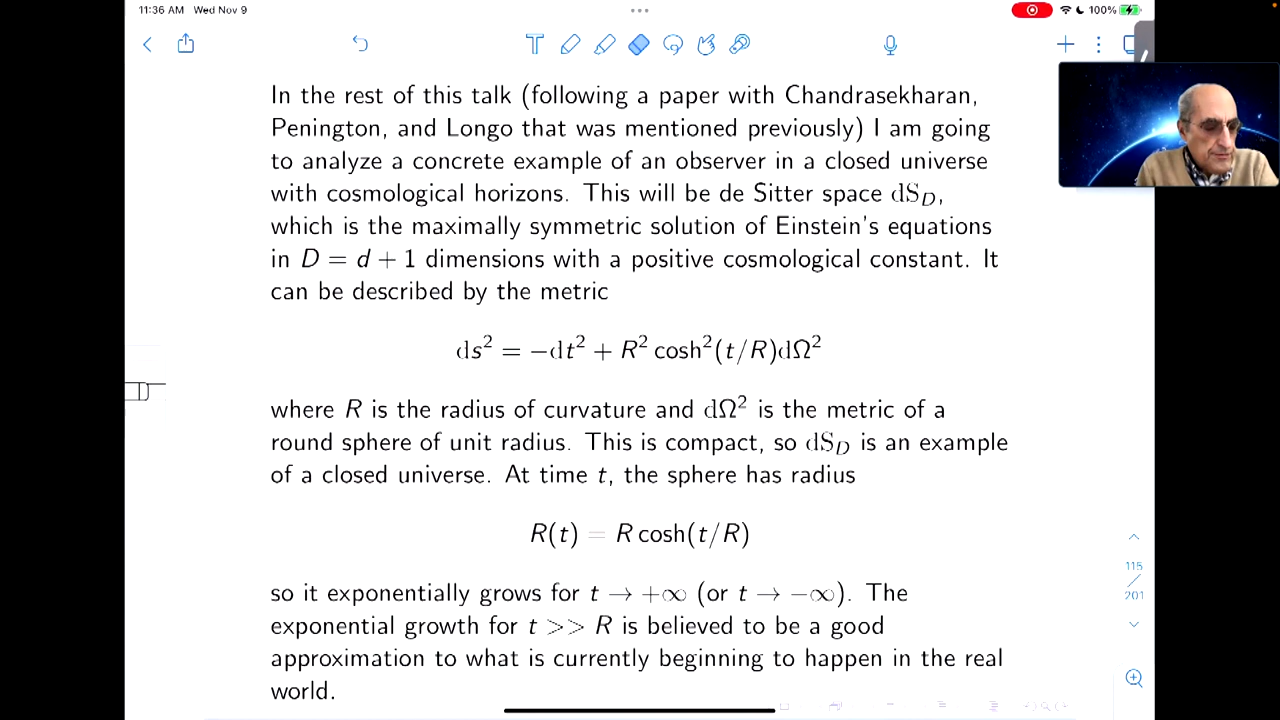 11:36 AM Wed Nov 9
100%
In the rest of this talk (following a paper with Chandrasekharan,
Penington, and Longo that was mentioned previously) I am going
to analyze a concrete example of an observer in a closed universe
with cosmological horizons. This will be de Sitter space dS_D,
which is the maximally symmetric solution of Einstein's equations
in D = d + 1 dimensions with a positive cosmological constant. It
can be described by the metric
ds² = −dt² + R² cosh²(t/R)dΩ²
where R is the radius of curvature and dΩ² is the metric of a
round sphere of unit radius. This is compact, so dS_D is an example
of a closed universe. At time t, the sphere has radius
R(t) = R cosh(t/R)
so it exponentially grows for t → +∞ (or t → −∞). The
exponential growth for t >> R is believed to be a good
approximation to what is currently beginning to happen in the real
world.
115
201